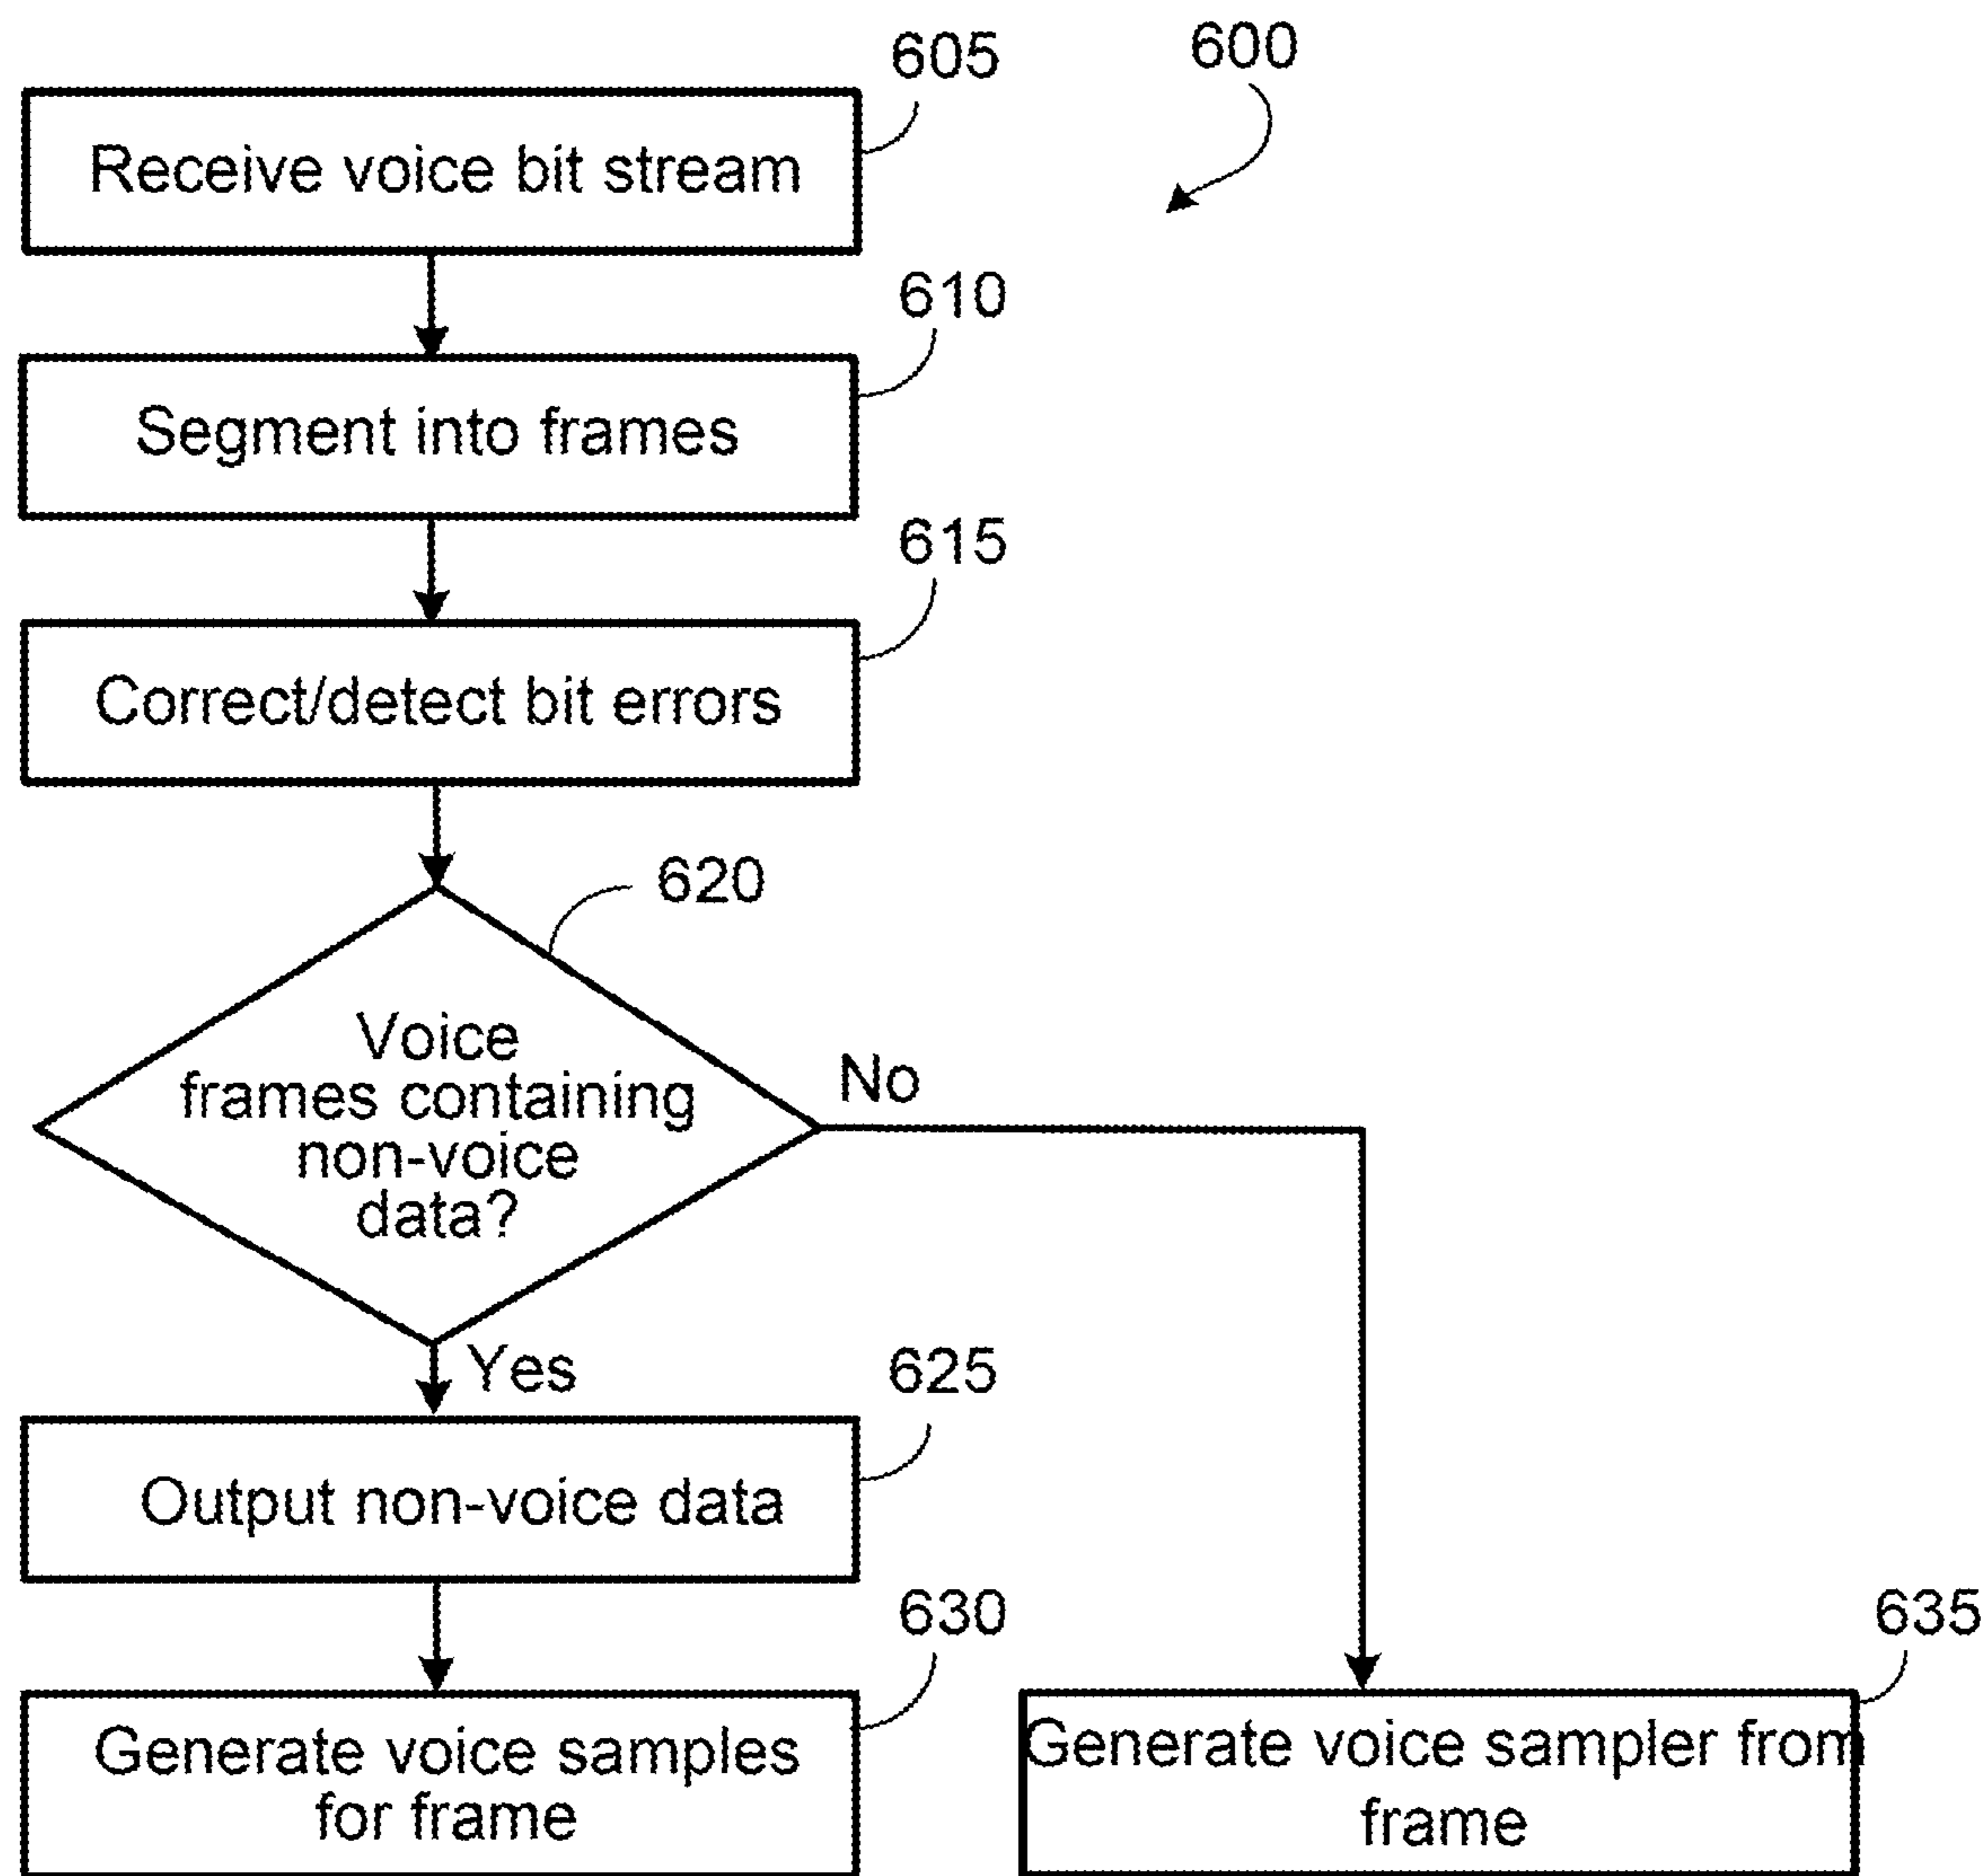 605
600
Receive voice bit stream
610
Segment into frames
615
Correct/detect bit errors
620
Voice
frames containing
non-voice
data?
No
Yes
625
Output non-voice data
630
Generate voice samples
for frame
635
Generate voice sampler from
frame